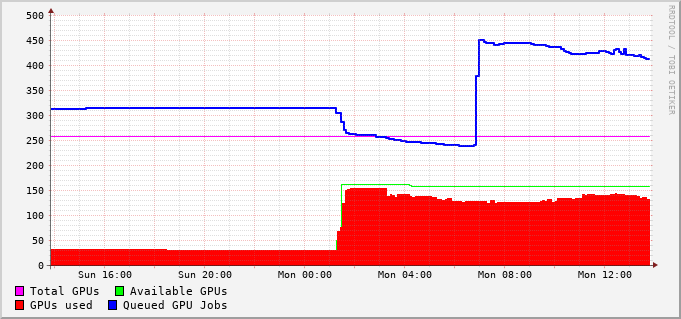 500
450
400
350
300
250
200
150
100
50
0
Sun 16:00 Sun 20:00 Mon 00:00 Mon 04:00 Mon 08:00 Mon 12:00
Total GPUs Available GPUs
GPUs used Queued GPU Jobs
RRDTOOL / TOBI OETIKER